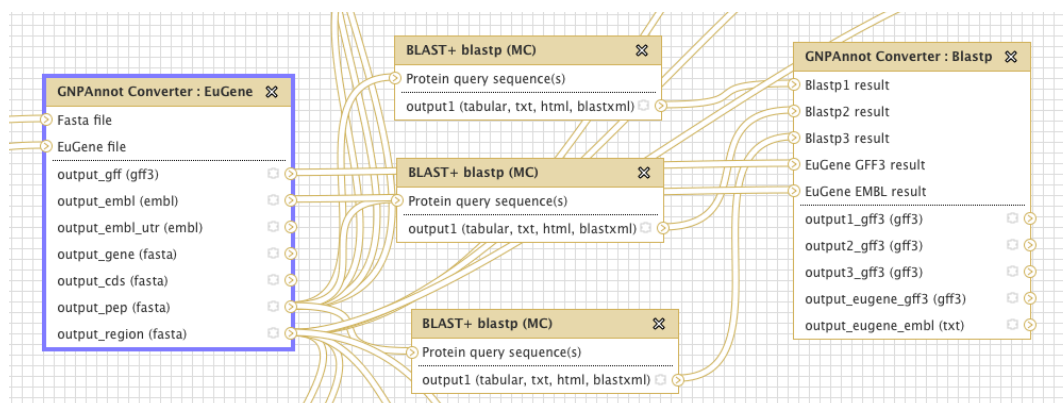 GNPAnnot Converter : EuGene
Fasta file
EuGene file
output_gff (gff3)
output_embl (embl)
output_embl_utr (embl)
output_gene (fasta)
output_cds (fasta)
output_pep (fasta)
output_region (fasta)
BLAST+ blastp (MC)
Protein query sequence(s)
output1 (tabular, txt, html, blastxml)
BLAST+ blastp (MC)
Protein query sequence(s)
output1 (tabular, txt, html, blastxml)
BLAST+ blastp (MC)
Protein query sequence(s)
output1 (tabular, txt, html, blastxml)
GNPAnnot Converter : Blastp
Blastp1 result
Blastp2 result
Blastp3 result
EuGene GFF3 result
EuGene EMBL result
output1_gff3 (gff3)
output2_gff3 (gff3)
output3_gff3 (gff3)
output_eugene_gff3 (gff3)
output_eugene_embl (txt)